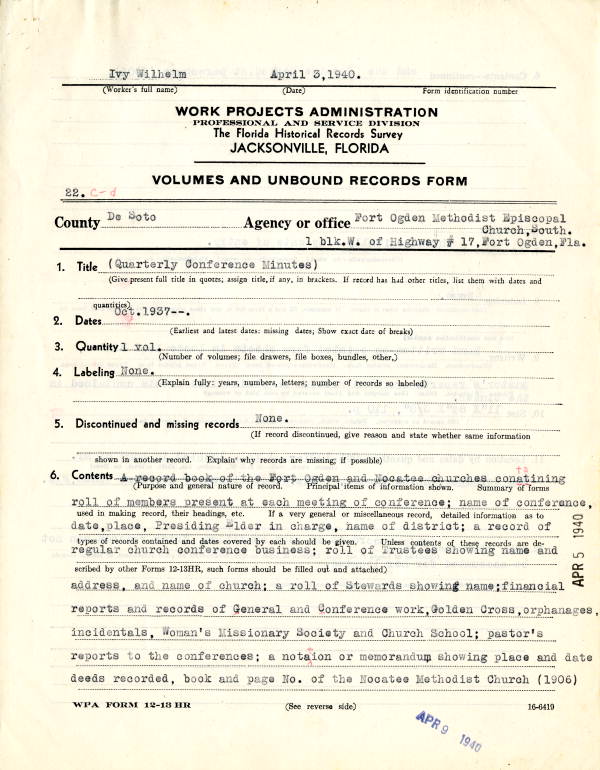 Ivy Wilhelm April 3,1940.
(Worker's full name) (Date) Form identification number
WORK PROJECTS ADMINISTRATION
PROFESSIONAL AND SERVICE DIVISION
The Florida Historical Records Survey
JACKSONVILLE, FLORIDA
VOLUMES AND UNBOUND RECORDS FORM
22. c-d
County De Soto Agency or office Fort Ogden Methodist Episcopal
Church,South.
1 blk.W. of Highway # 17,Fort Ogden,Fla.
1. Title (Quarterly Conference Minutes)
(Give present full title in quotes; assign title, if any, in brackets. If record has had other titles, list them with dates and
quantities)
Oct.1937--.
2. Dates
(Earliest and latest dates: missing dates; Show exact date of breaks)
3. Quantity 1 vol.
(Number of volumes; file drawers, file boxes, bundles, other,)
4. Labeling None.
(Explain fully: years, numbers, letters; number of records so labeled)
5. Discontinued and missing records None.
(If record discontinued, give reason and state whether same information
shown in another record. Explain why records are missing; if possible)
6. Contents A record book of the Fort Ogden and Nocatee churches conatining
(Purpose and general nature of record. Principal items of information shown. Summary of forms
roll of members present at each meeting of conference; name of conference,
used in making record, their headings, etc. If a very general or miscellaneous record, detailed information as to
date,place, Presiding Elder in charge, name of district; a record of
types of records contained and dates covered by each should be given. Unless contents of these records are de-
regular church conference business; roll of Trustees showing name and
scribed by other Forms 12-13HR, such forms should be filled out and attached)
address, and name of church; a roll of Stewards showing name;financial
reports and records of General and Conference work,Golden Cross,orphanages,
incidentals, Woman's Missionary Society and Church School; pastor's
reports to the conferences; a notaion or memorandum showing place and date
deeds recorded, book and page No. of the Nocatee Methodist Church (1906)
WPA FORM 12-13 HR (See reverse side) 16-6419
APR 5 1940
APR 9 1940